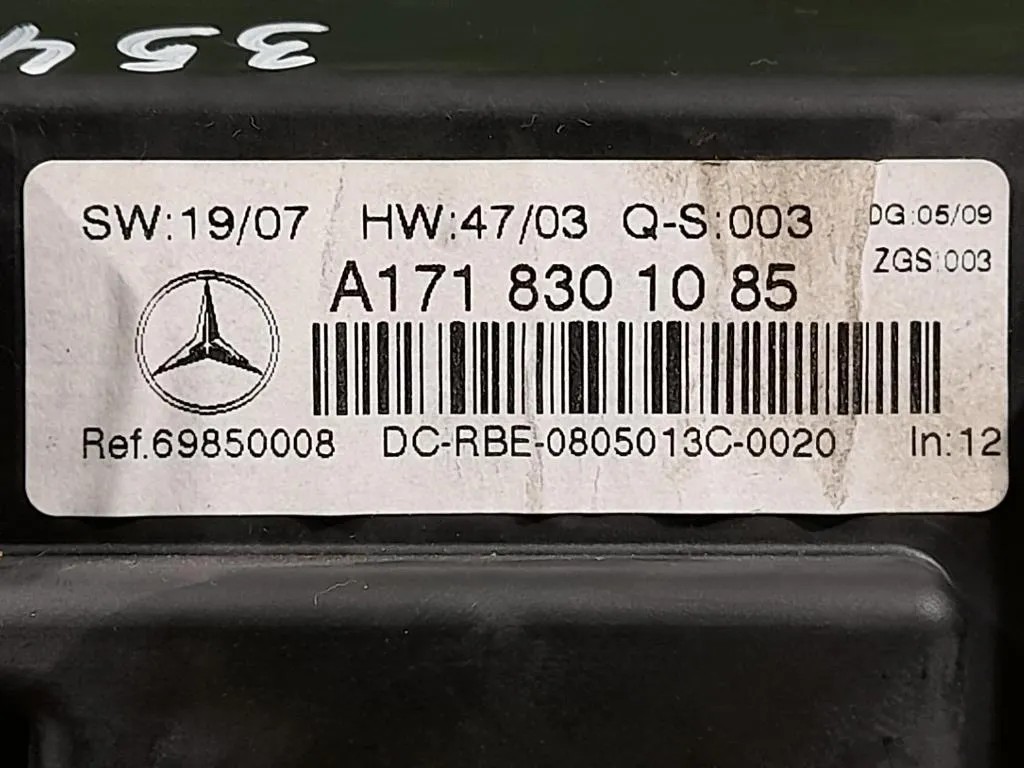 354
SW:19/07 HW:47/03 Q-S:003 DG:05/09
ZGS:003
A171 830 10 85
Ref.69850008 DC-RBE-0805013C-0020 In:12